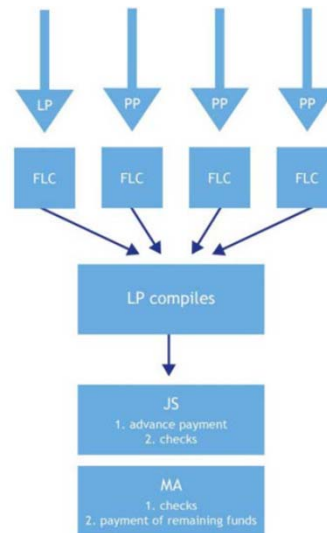 LP PP PP PP
FLC FLC FLC FLC
LP compiles
JS
1. advance payment
2. checks
MA
1. checks
2. payment of remaining funds